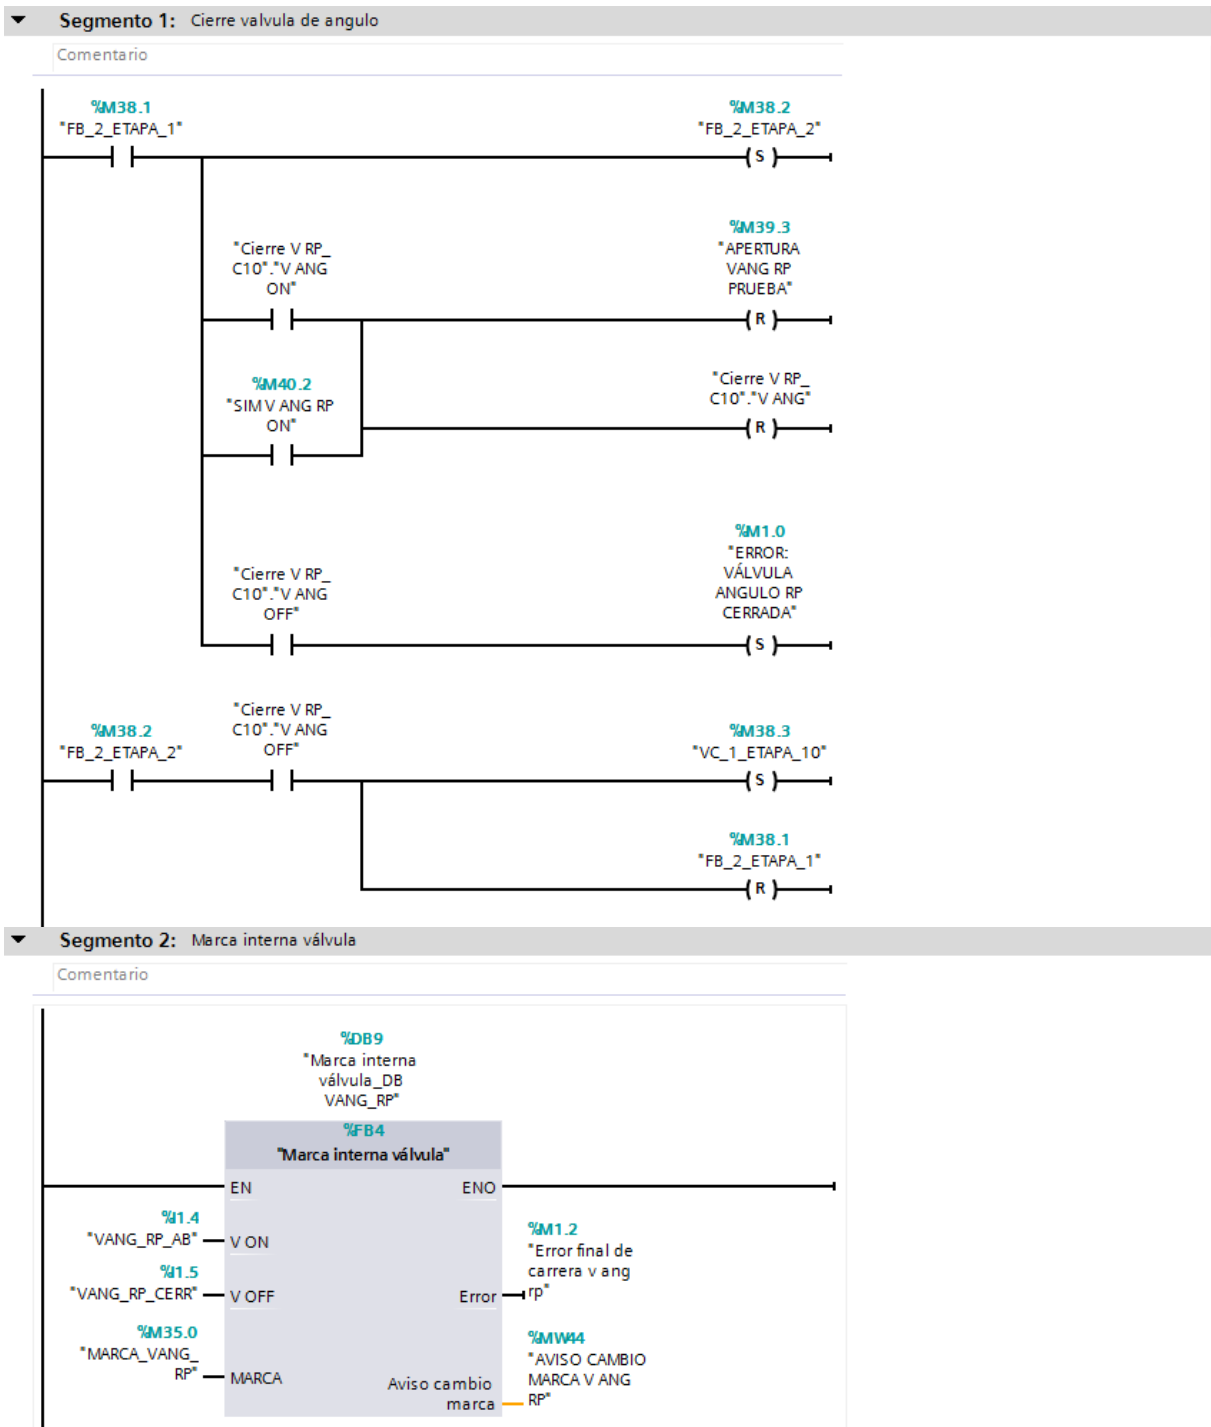 Segmento 1: Cierre valvula de angulo
Comentario
%M38.1
"FB_2_ETAPA_1"
%M38.2
"FB_2_ETAPA_2"
S
"Cierre V RP_
C10"."V ANG
ON"
%M39.3
"APERTURA
VANG RP
PRUEBA"
R
%M40.2
"SIM V ANG RP
ON"
"Cierre V RP_
C10"."V ANG"
R
"Cierre V RP_
C10"."V ANG
OFF"
%M1.0
"ERROR:
VÁLVULA
ANGULO RP
CERRADA"
S
%M38.2
"FB_2_ETAPA_2"
"Cierre V RP_
C10"."V ANG
OFF"
%M38.3
"VC_1_ETAPA_10"
S
%M38.1
"FB_2_ETAPA_1"
R
Segmento 2: Marca interna válvula
Comentario
%DB9
"Marca interna
válvula_DB
VANG_RP"
%FB4
"Marca interna válvula"
EN
ENO
%I1.4
"VANG_RP_AB"
V ON
%I1.5
"VANG_RP_CERR"
V OFF
%M35.0
"MARCA_VANG_
RP"
MARCA
Error
%M1.2
"Error final de
carrera v ang
rp"
Aviso cambio
marca
%MW44
"AVISO CAMBIO
MARCA V ANG
RP"